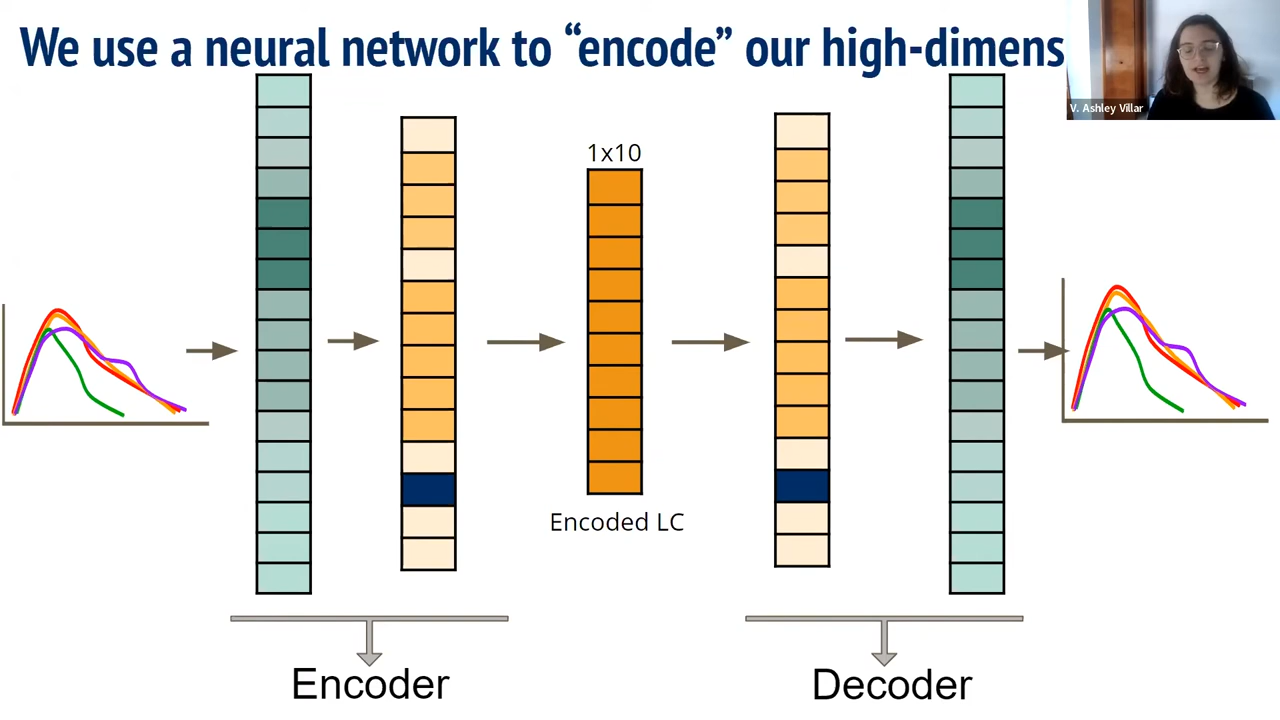 We use a neural network to “encode” our high-dimens
V. Ashley Villar
1x10
Encoded LC
Encoder
Decoder